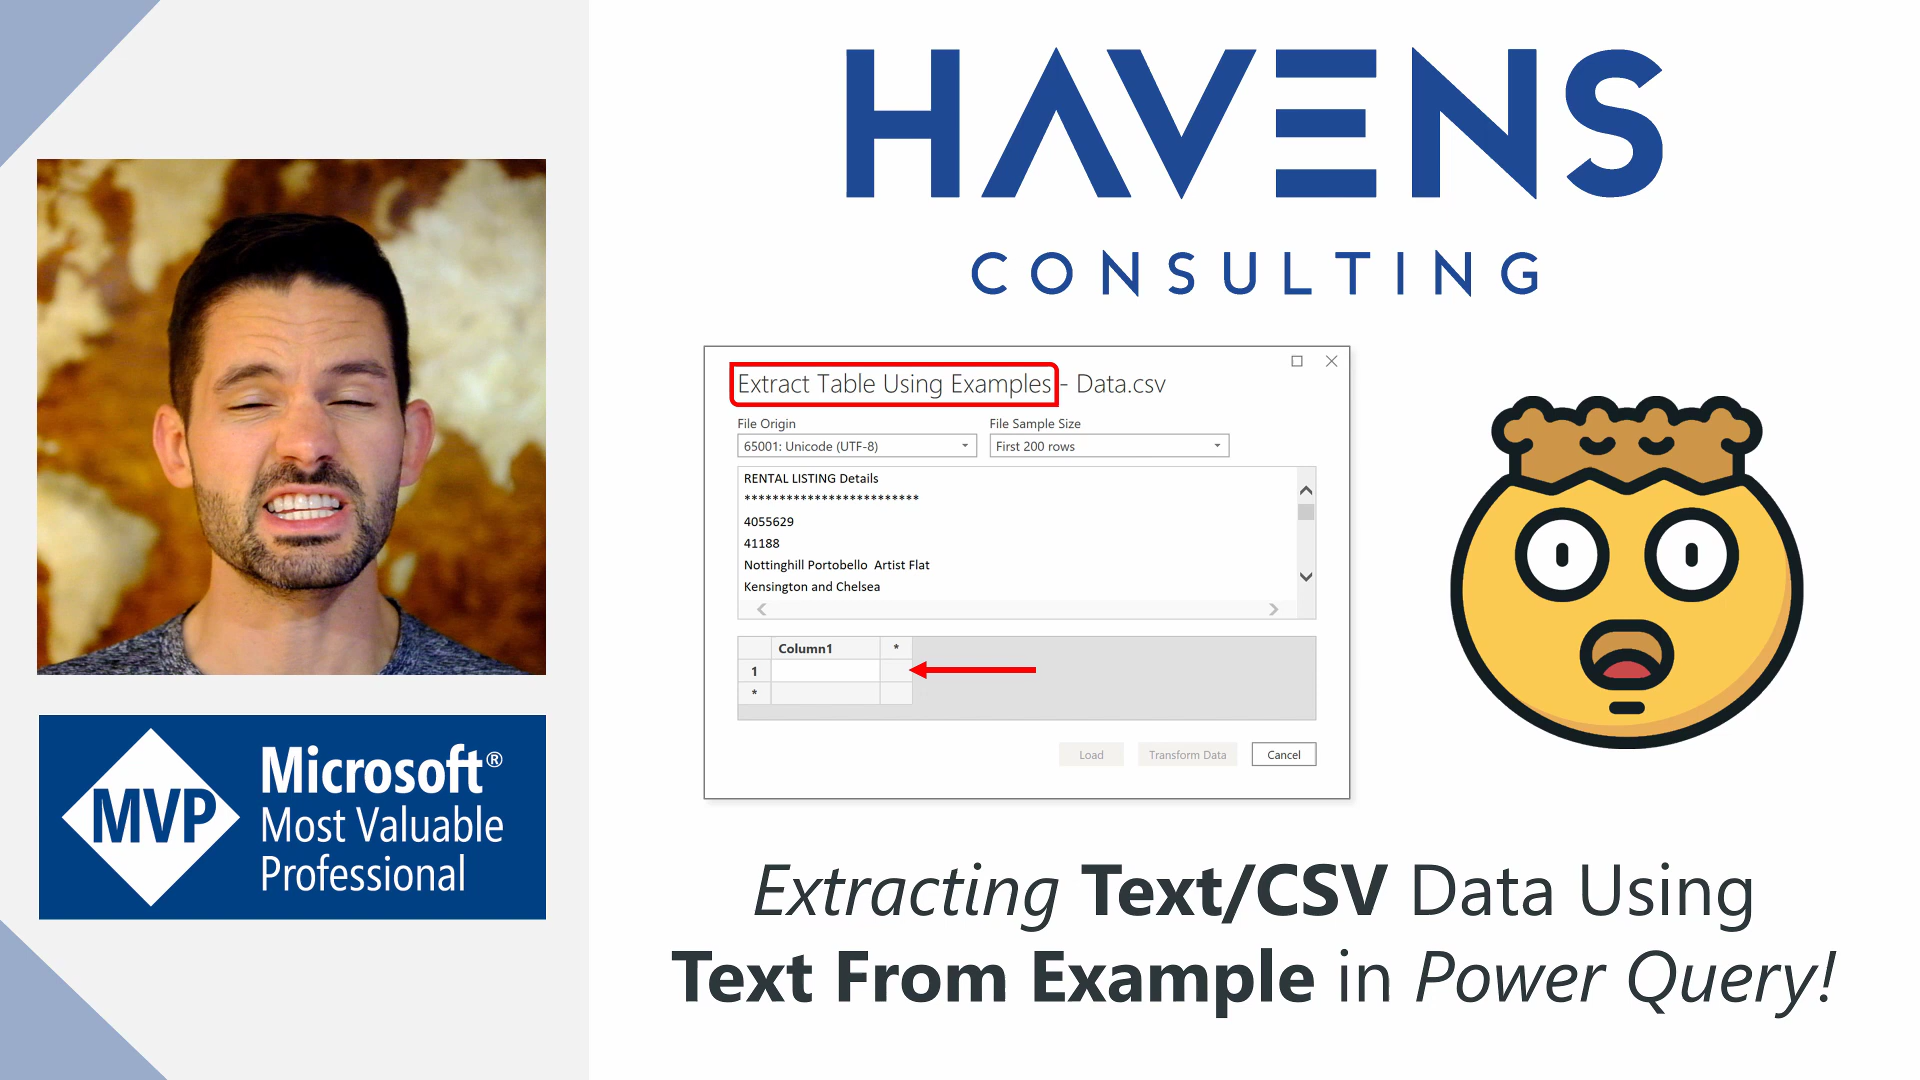 HAVENS
CONSULTING
Extract Table Using Examples - Data.csv
File Origin
File Sample Size
65001: Unicode (UTF-8)
First 200 rows
RENTAL LISTING Details
*************************
4055629
41188
Nottinghill Portobello  Artist Flat
Kensington and Chelsea
Column1 *
1
*
Load
Transform Data
Cancel
MVP
Microsoft®
Most Valuable
Professional
Extracting Text/CSV Data Using
Text From Example in Power Query!